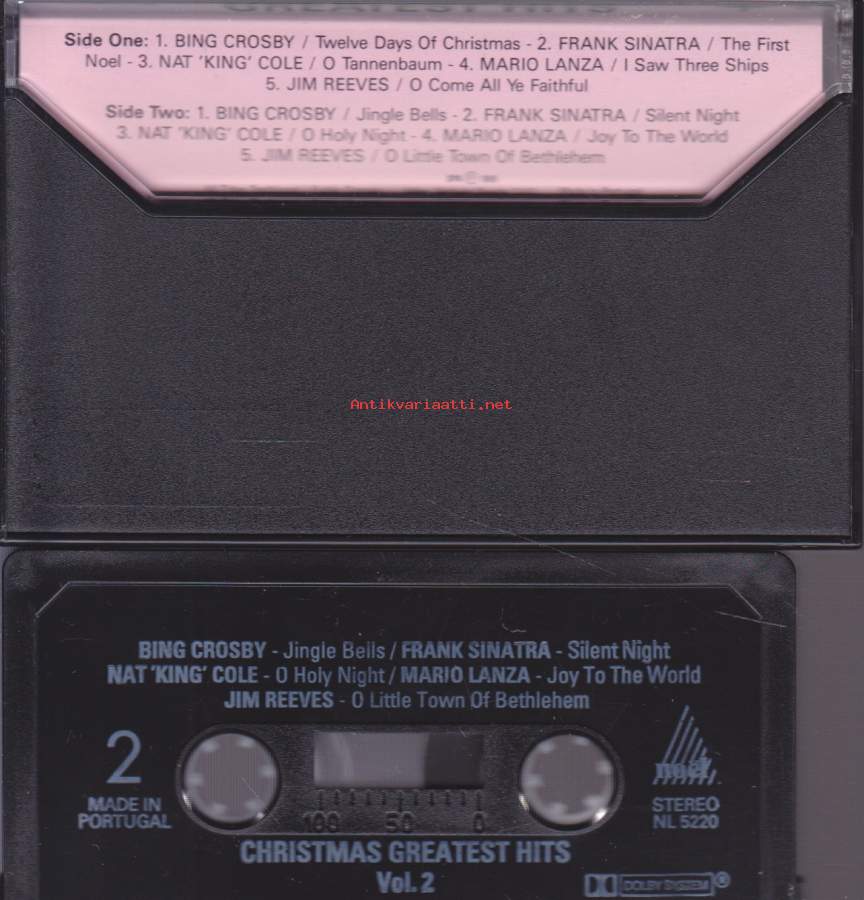 GREATEST HITS
Side One: 1. BING CROSBY / Twelve Days Of Christmas - 2. FRANK SINATRA / The First
Noel - 3. NAT 'KING' COLE / O Tannenbaum - 4. MARIO LANZA / I Saw Three Ships
5. JIM REEVES / O Come All Ye Faithful
Side Two: 1. BING CROSBY / Jingle Bells - 2. FRANK SINATRA / Silent Night
3. NAT 'KING' COLE / O Holy Night - 4. MARIO LANZA / Joy To The World
5. JIM REEVES / O Little Town Of Bethlehem
Antikvariaatti.net
BING CROSBY - Jingle Bells / FRANK SINATRA - Silent Night
NAT 'KING' COLE - O Holy Night / MARIO LANZA - Joy To The World
JIM REEVES - O Little Town Of Bethlehem
2
MADE IN
PORTUGAL
100 50 0
STEREO
NL 5220
CHRISTMAS GREATEST HITS
Vol. 2
DOLBY SYSTEM ®